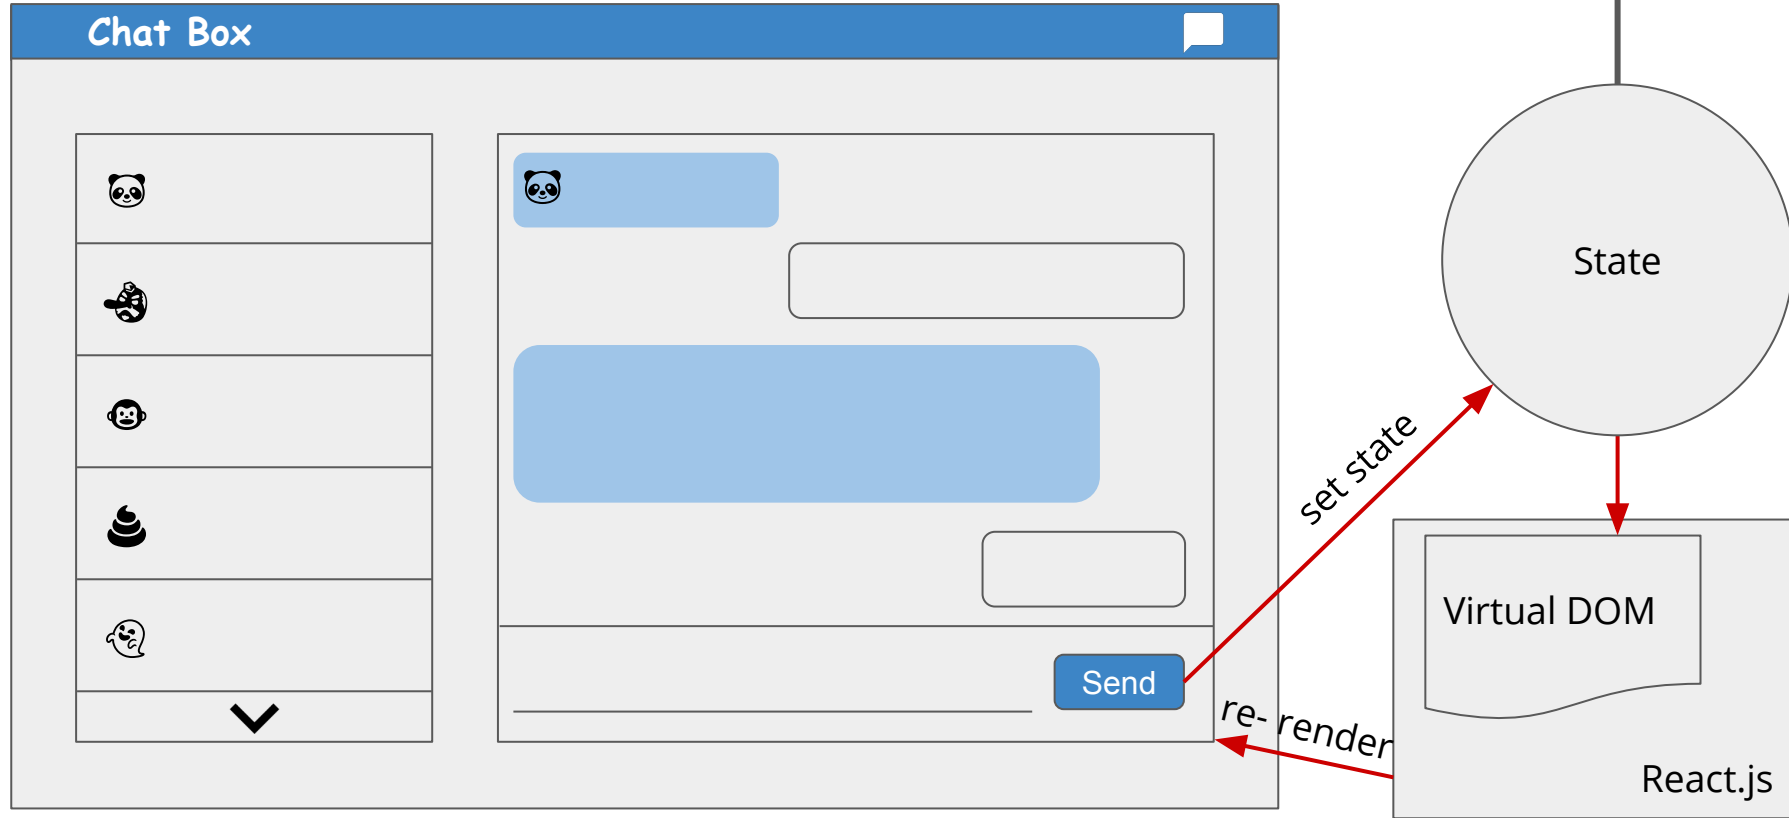 Chat Box
State
set state
Virtual DOM
Send
re- render
React.js